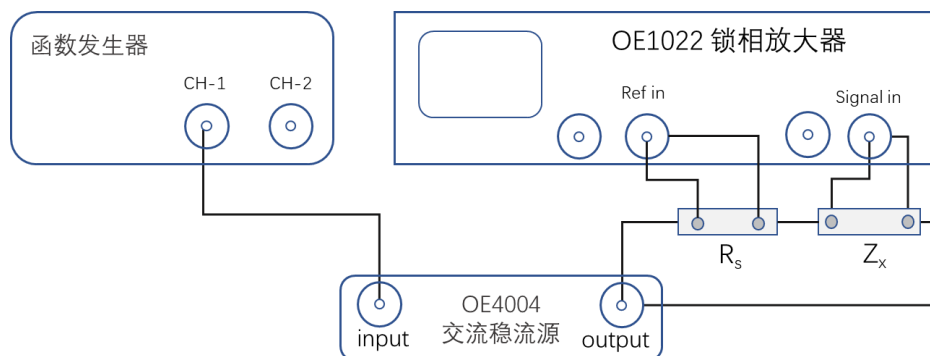 函数发生器
CH-1
CH-2
OE1022 锁相放大器
Ref in
Signal in
Rs
Zx
OE4004
交流稳流源
input
output